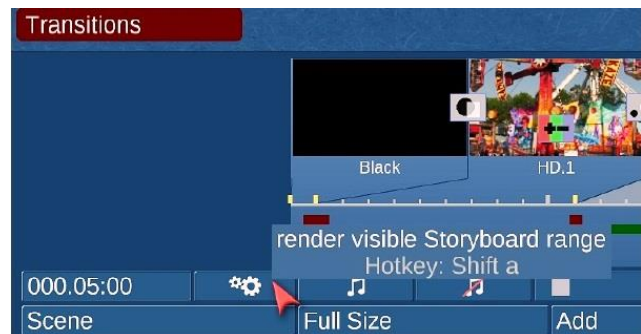 Transitions
Black
HD.1
render visible Storyboard range
Hotkey: Shift a
000.05:00
Scene
Full Size
Add